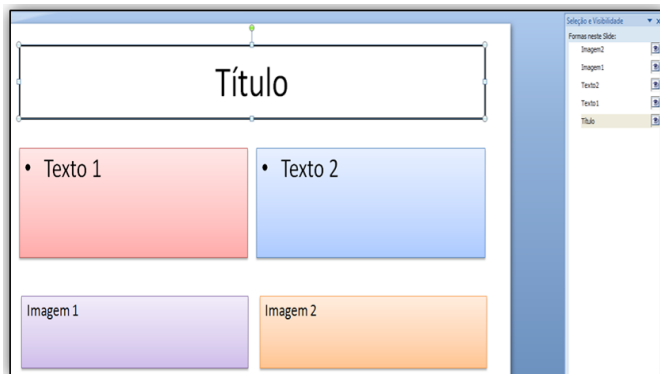 Título
• Texto 1
• Texto 2
Imagem 1
Imagem 2
Seleção e Visibilidade
Formas neste Slide:
Imagem2
Imagem1
Texto2
Texto1
Título